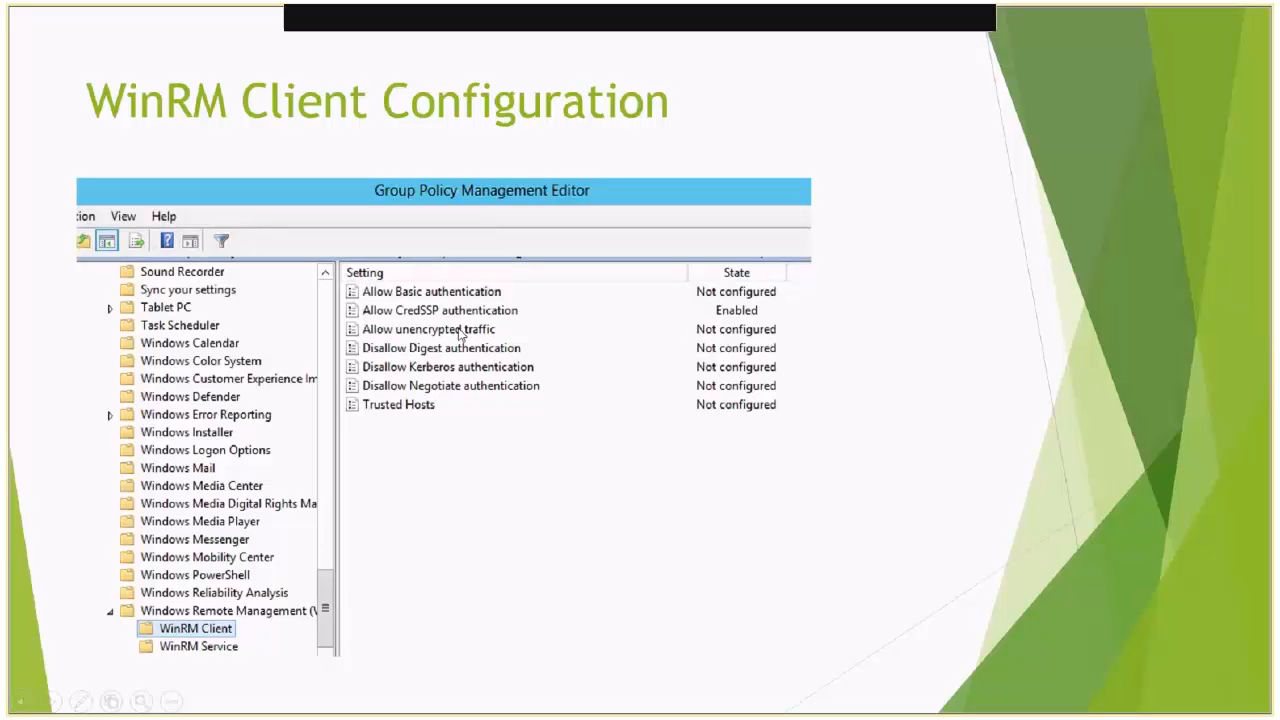 WinRM Client Configuration
Group Policy Management Editor
tion View Help
Sound Recorder
Sync your settings
Tablet PC
Task Scheduler
Windows Calendar
Windows Color System
Windows Customer Experience Im
Windows Defender
Windows Error Reporting
Windows Installer
Windows Logon Options
Windows Mail
Windows Media Center
Windows Media Digital Rights Ma
Windows Media Player
Windows Messenger
Windows Mobility Center
Windows PowerShell
Windows Reliability Analysis
Windows Remote Management (V
WinRM Client
WinRM Service
Setting State
Allow Basic authentication Not configured
Allow CredSSP authentication Enabled
Allow unencrypted traffic Not configured
Disallow Digest authentication Not configured
Disallow Kerberos authentication Not configured
Disallow Negotiate authentication Not configured
Trusted Hosts Not configured